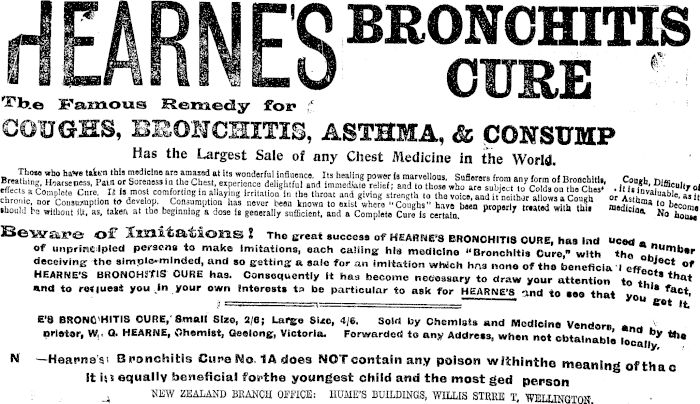 HEARNE'S BRONCHITIS
CURE
The Famous Remedy for
COUGHS, BRONCHITIS, ASTHMA, & CONSUMP
Has the Largest Sale of any Chest Medicine in the World.
Those who have taken this medicine are amazed at its wonderful influence. Its healing power is marvellous. Sufferers from any form of Bronchitis, Cough, Difficulty of
Breathing, Hoarseness, Pain or Soreness in the Chest, experience delightful and immediate relief; and to those who are subject to Colds on the Ches' . It is invaluable, as it
effects a Complete Cure. It is most comforting in allaying irritation in the throat and giving strength to the voice, and it neither allows a Cough or Asthma to become
chronic, nor Consumption to develop. Consumption has never been known to exist where "Coughs" have been properly treated with this medicine. No house
should be without it, as, taken at the beginning a dose is generally sufficient, and a Complete Cure is certain.
Beware of Imitations! The great success of HEARNE'S BRONCHITIS CURE, has ind uced a number
of unprincipled persons to make imitations, each calling his medicine "Bronchitis Cure," with the object of
deceiving the simple-minded, and so getting a sale for an imitation which has none of the beneficia l effects that
HEARNE'S BRONCHITIS CURE has. Consequently it has become necessary to draw your attention to this fact,
and to request you in your own interests to be particular to ask for HEARNE'S and to see that you get it.
E'S BRONCHITIS CURE, Small Size, 2/6; Large Size, 4/6. Sold by Chemists and Medicine Vendors, and by the
prietor, W. G. HEARNE, Chemist, Geelong, Victoria. Forwarded to any Address, when not obtainable locally.
N —Hearne's Bronchitis Cure No. 1A does NOT contain any poison within the meaning of the c
It is equally beneficial for the youngest child and the most ged person
NEW ZEALAND BRANCH OFFICE: HUME'S BUILDINGS, WILLIS STRRE T, WELLINGTON.